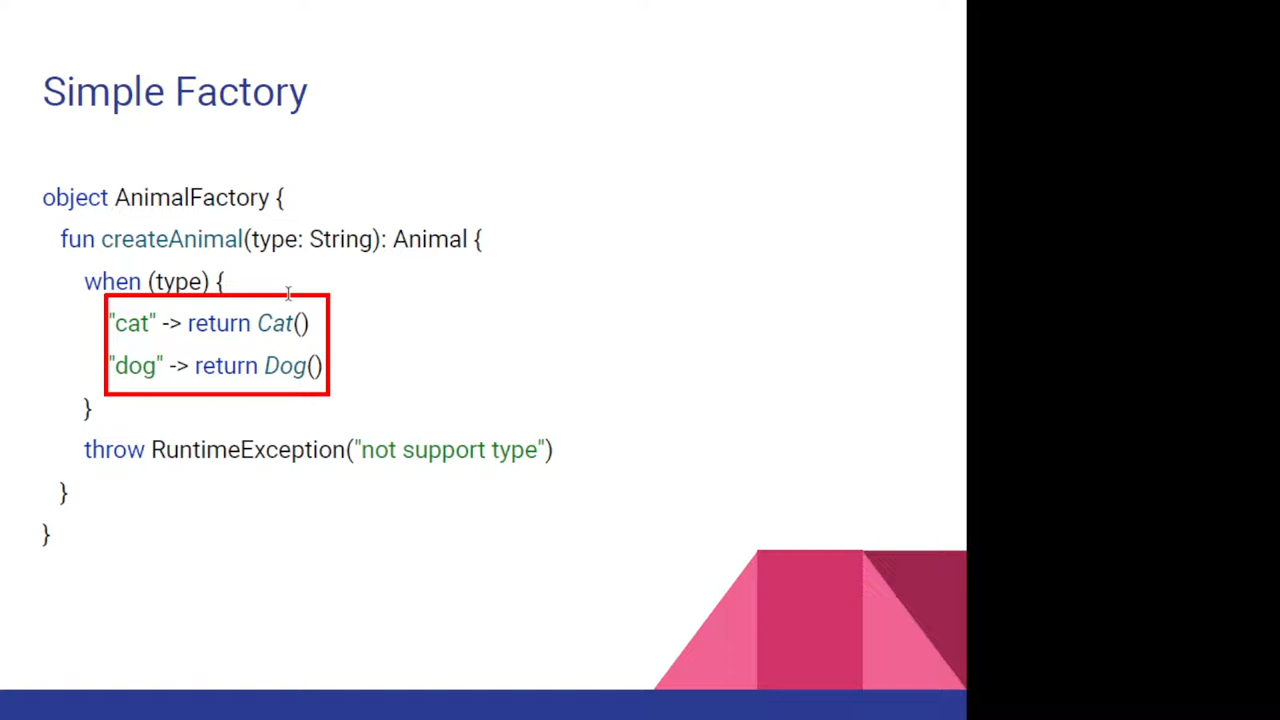 Simple Factory
object AnimalFactory {
fun createAnimal(type: String): Animal {
when (type) {
"cat" -> return Cat()
"dog" -> return Dog()
}
throw RuntimeException("not support type")
}
}